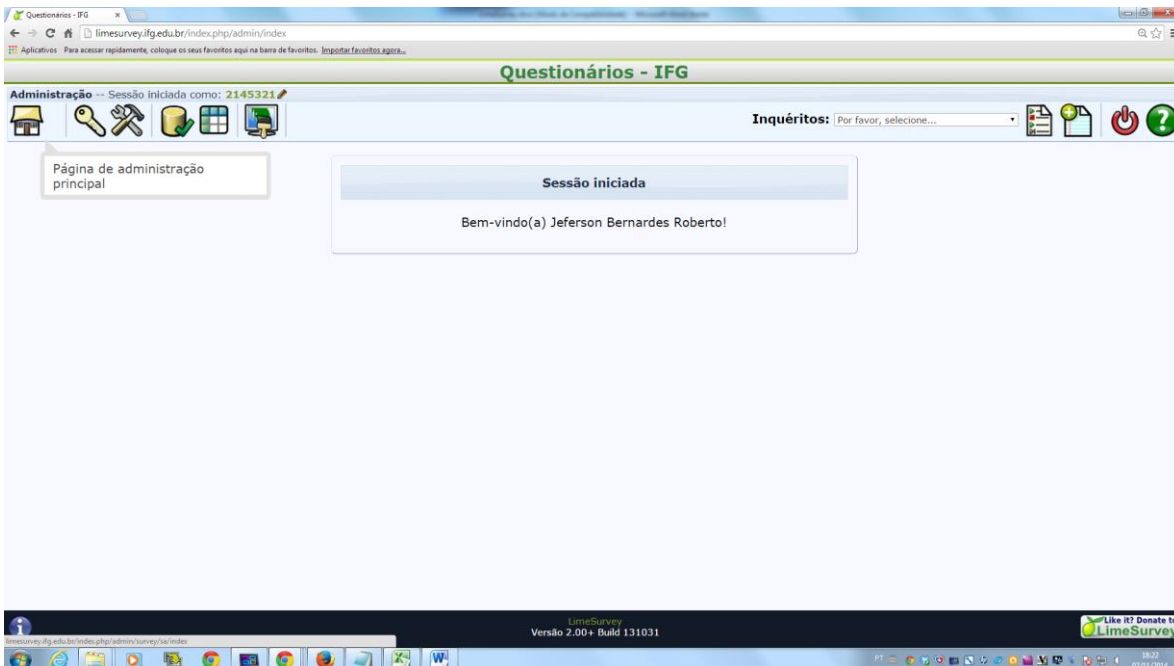 Questionários - IFG
limesurvey.ifg.edu.br/index.php/admin/index
Aplicativos Para acessar rapidamente, coloque os seus favoritos aqui na barra de favoritos. Importar favoritos agora...
Questionários - IFG
Administração -- Sessão iniciada como: 2145321
Inquéritos: Por favor, selecione...
Página de administração
principal
Sessão iniciada
Bem-vindo(a) Jeferson Bernardes Roberto!
LimeSurvey
Versão 2.00+ Build 131031
Like it? Donate to
LimeSurvey
limesurvey.ifg.edu.br/index.php/admin/survey/sa/index
PT
18:22